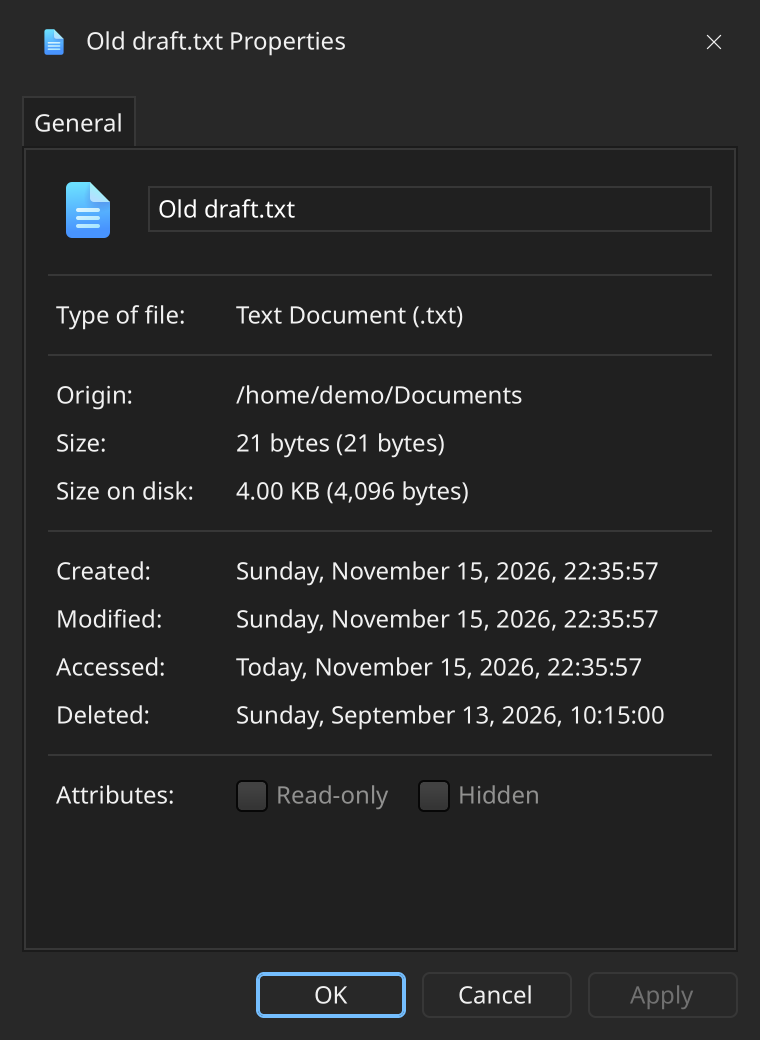 Old draft.txt Properties
General
Old draft.txt
Type of file: Text Document (.txt)
Origin: /home/demo/Documents
Size: 21 bytes (21 bytes)
Size on disk: 4.00 KB (4,096 bytes)
Created: Sunday, November 15, 2026, 22:35:57
Modified: Sunday, November 15, 2026, 22:35:57
Accessed: Today, November 15, 2026, 22:35:57
Deleted: Sunday, September 13, 2026, 10:15:00
Attributes: Read-only Hidden
OK Cancel Apply